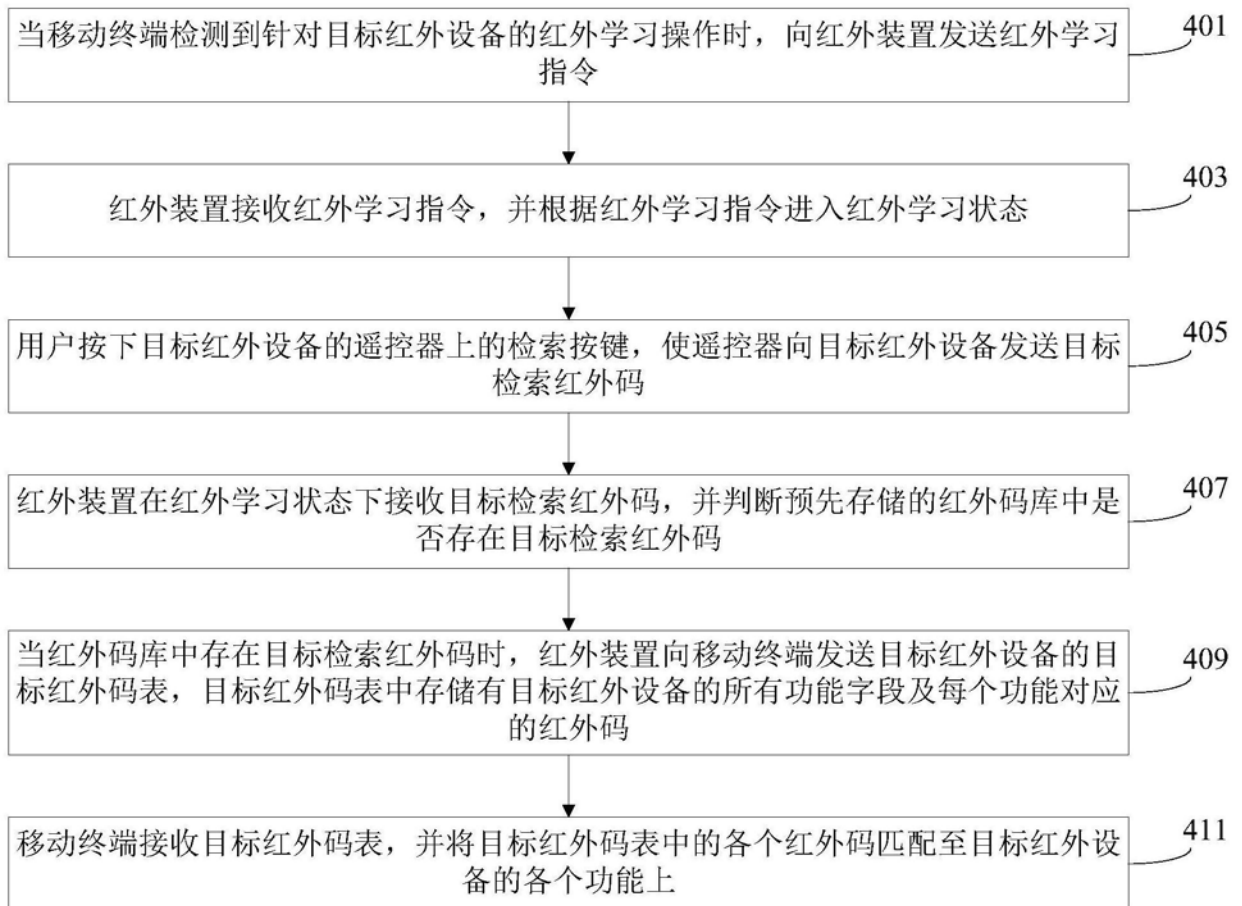 当移动终端检测到针对目标红外设备的红外学习操作时，向红外装置发送红外学习
指令
401
红外装置接收红外学习指令，并根据红外学习指令进入红外学习状态
403
用户按下目标红外设备的遥控器上的检索按键，使遥控器向目标红外设备发送目标
检索红外码
405
红外装置在红外学习状态下接收目标检索红外码，并判断预先存储的红外码库中是
否存在目标检索红外码
407
当红外码库中存在目标检索红外码时，红外装置向移动终端发送目标红外设备的目
标红外码表，目标红外码表中存储有目标红外设备的所有功能字段及每个功能对应
的红外码
409
移动终端接收目标红外码表，并将目标红外码表中的各个红外码匹配至目标红外设
备的各个功能上
411